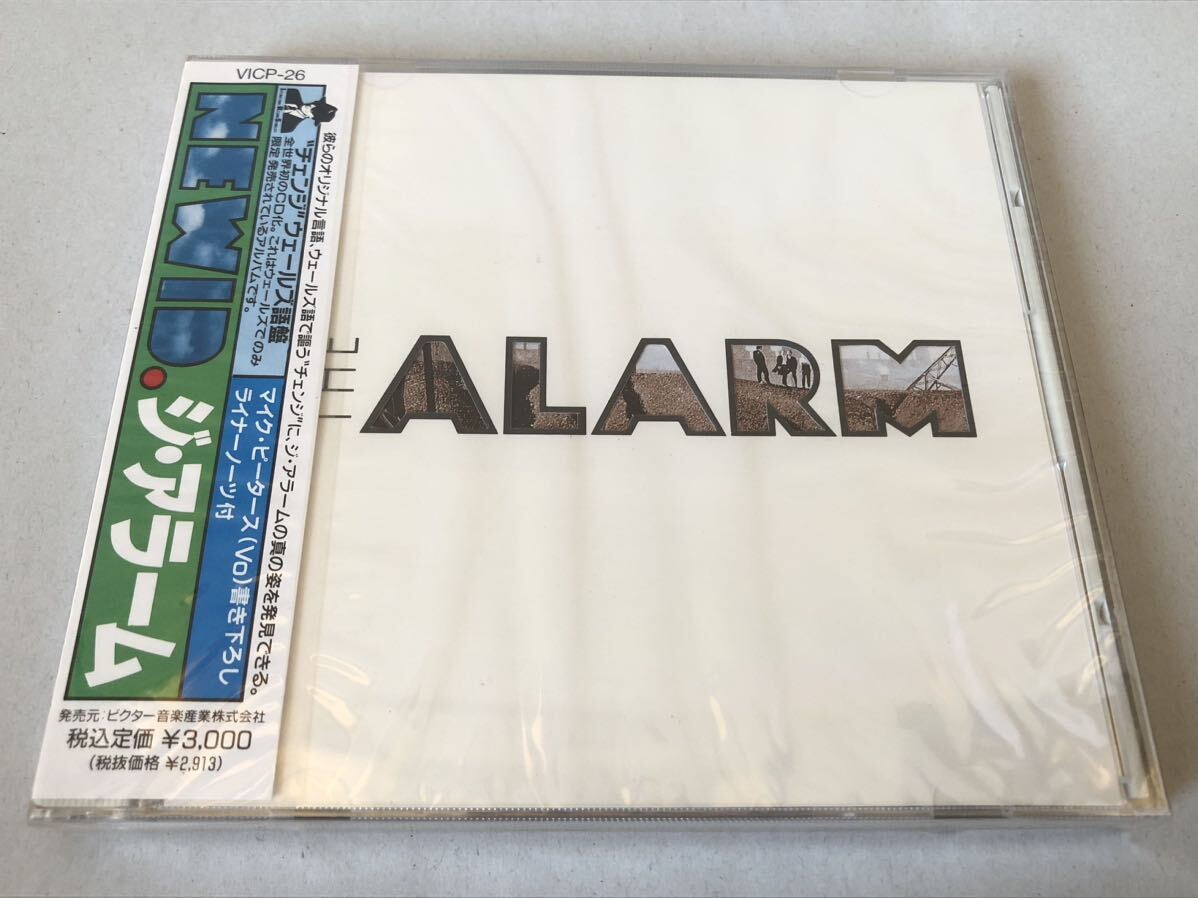 VICP-26
NEWID.
ジ・アラーム
"チェンジ"ウェールズ語盤
全世界初のCD化。これはウェールズでのみ
限定発売されているアルバムです。
マイク・ピータース(Vo)書き下ろし
ライナーノーツ付
彼らのオリジナル言語、ウェールズ語で謳う"チェンジ"に、ジ・アラームの真の姿を発見できる。
発売元:ビクター音楽産業株式会社
税込定価 ¥3,000
(税抜価格 ¥2,913)
ALARM